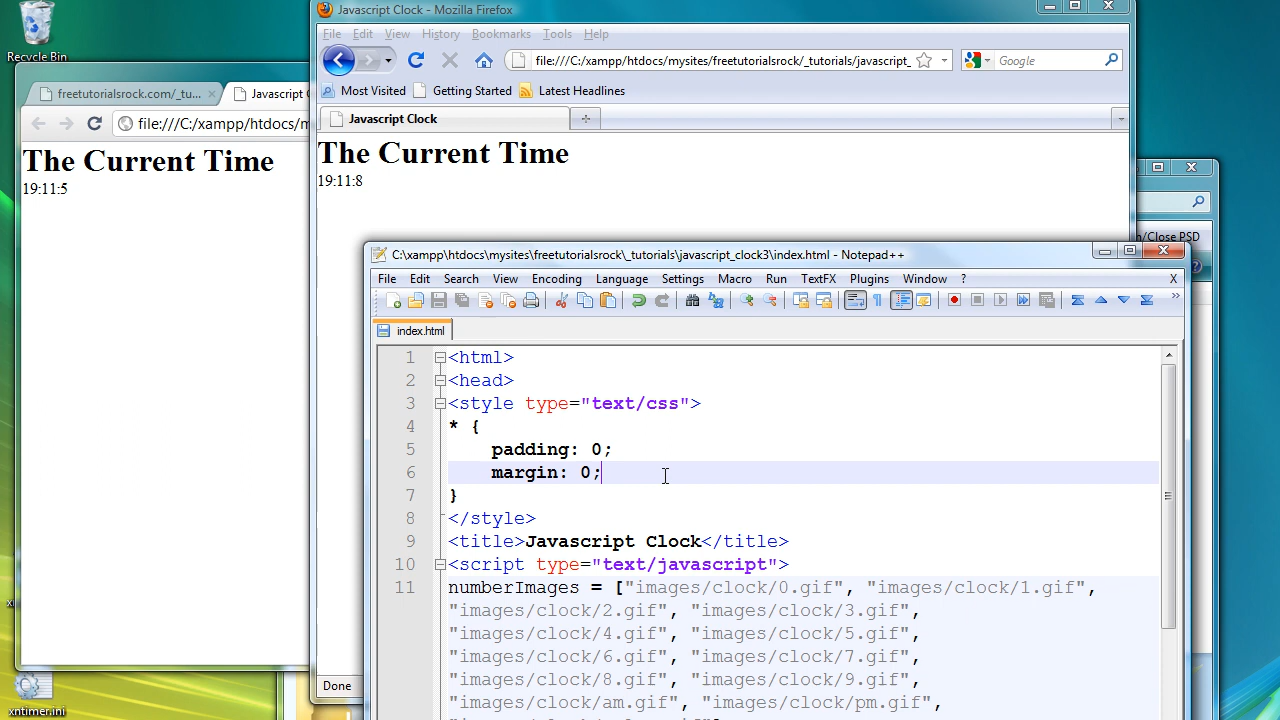 Recycle Bin
freetutorialsrock.com/_tu...
Javascript
file:///C:/xampp/htdocs/m
The Current Time
19:11:5
Javascript Clock - Mozilla Firefox
File Edit View History Bookmarks Tools Help
file:///C:/xampp/htdocs/mysites/freetutorialsrock/_tutorials/javascript_
Google
Most Visited Getting Started Latest Headlines
Javascript Clock
The Current Time
19:11:8
n/Close PSD
C:\xampp\htdocs\mysites\freetutorialsrock\_tutorials\javascript_clock3\index.html - Notepad++
File Edit Search View Encoding Language Settings Macro Run TextFX Plugins Window ? X
index.html
1 <html>
2 <head>
3 <style type="text/css">
4 * {
5 padding: 0;
6 margin: 0;
7 }
8 </style>
9 <title>Javascript Clock</title>
10 <script type="text/javascript">
11 numberImages = ["images/clock/0.gif", "images/clock/1.gif",
"images/clock/2.gif", "images/clock/3.gif",
"images/clock/4.gif", "images/clock/5.gif",
"images/clock/6.gif", "images/clock/7.gif",
"images/clock/8.gif", "images/clock/9.gif",
"images/clock/am.gif", "images/clock/pm.gif",
Done
xntimer.ini